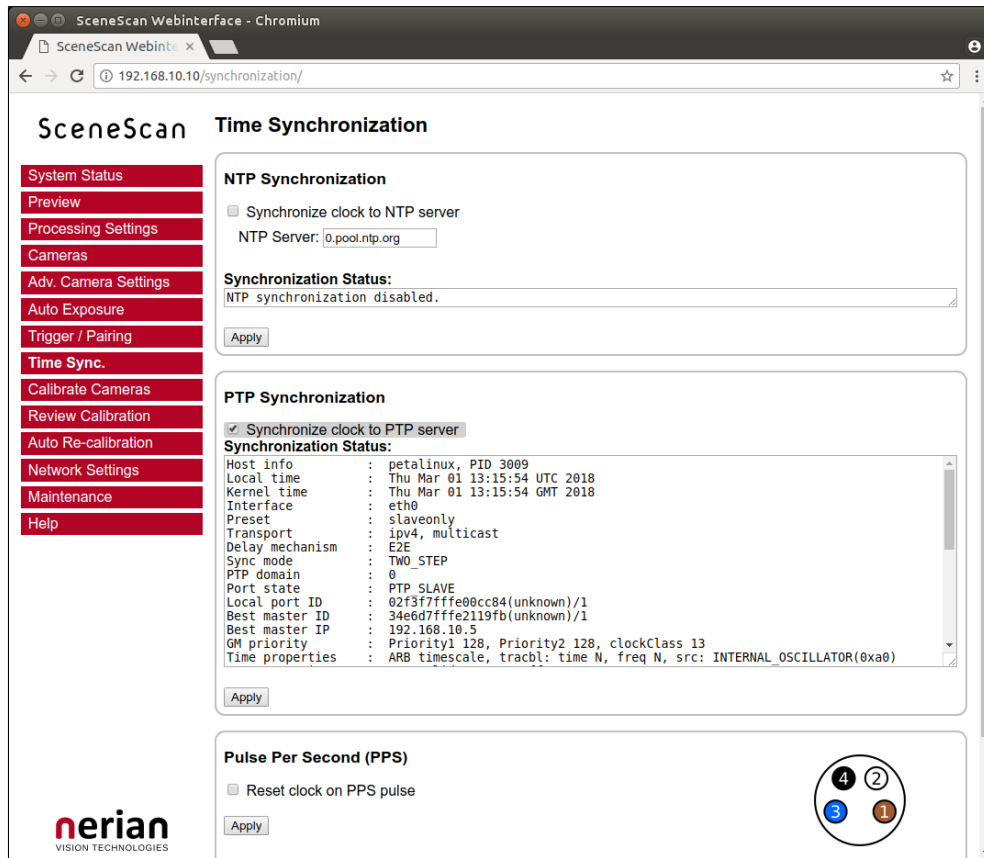 SceneScan Webinterface - Chromium
SceneScan Webinte
192.168.10.10/synchronization/
SceneScan
System Status
Preview
Processing Settings
Cameras
Adv. Camera Settings
Auto Exposure
Trigger / Pairing
Time Sync.
Calibrate Cameras
Review Calibration
Auto Re-calibration
Network Settings
Maintenance
Help
nerian
VISION TECHNOLOGIES
Time Synchronization
NTP Synchronization
Synchronize clock to NTP server
NTP Server: 0.pool.ntp.org
Synchronization Status:
NTP synchronization disabled.
Apply
PTP Synchronization
Synchronize clock to PTP server
Synchronization Status:
Host info : petalinux, PID 3009
Local time : Thu Mar 01 13:15:54 UTC 2018
Kernel time : Thu Mar 01 13:15:54 GMT 2018
Interface : eth0
Preset : slaveonly
Transport : ipv4, multicast
Delay mechanism : E2E
Sync mode : TWO_STEP
PTP domain : 0
Port state : PTP_SLAVE
Local port ID : 02f3f7fffe00cc84(unknown)/1
Best master ID : 34e6d7fffe2119fb(unknown)/1
Best master IP : 192.168.10.5
GM priority : Priority1 128, Priority2 128, clockClass 13
Time properties : ARB timescale, tracbl: time N, freq N, src: INTERNAL_OSCILLATOR(0xa0)
Apply
Pulse Per Second (PPS)
Reset clock on PPS pulse
Apply
4 2
3 1